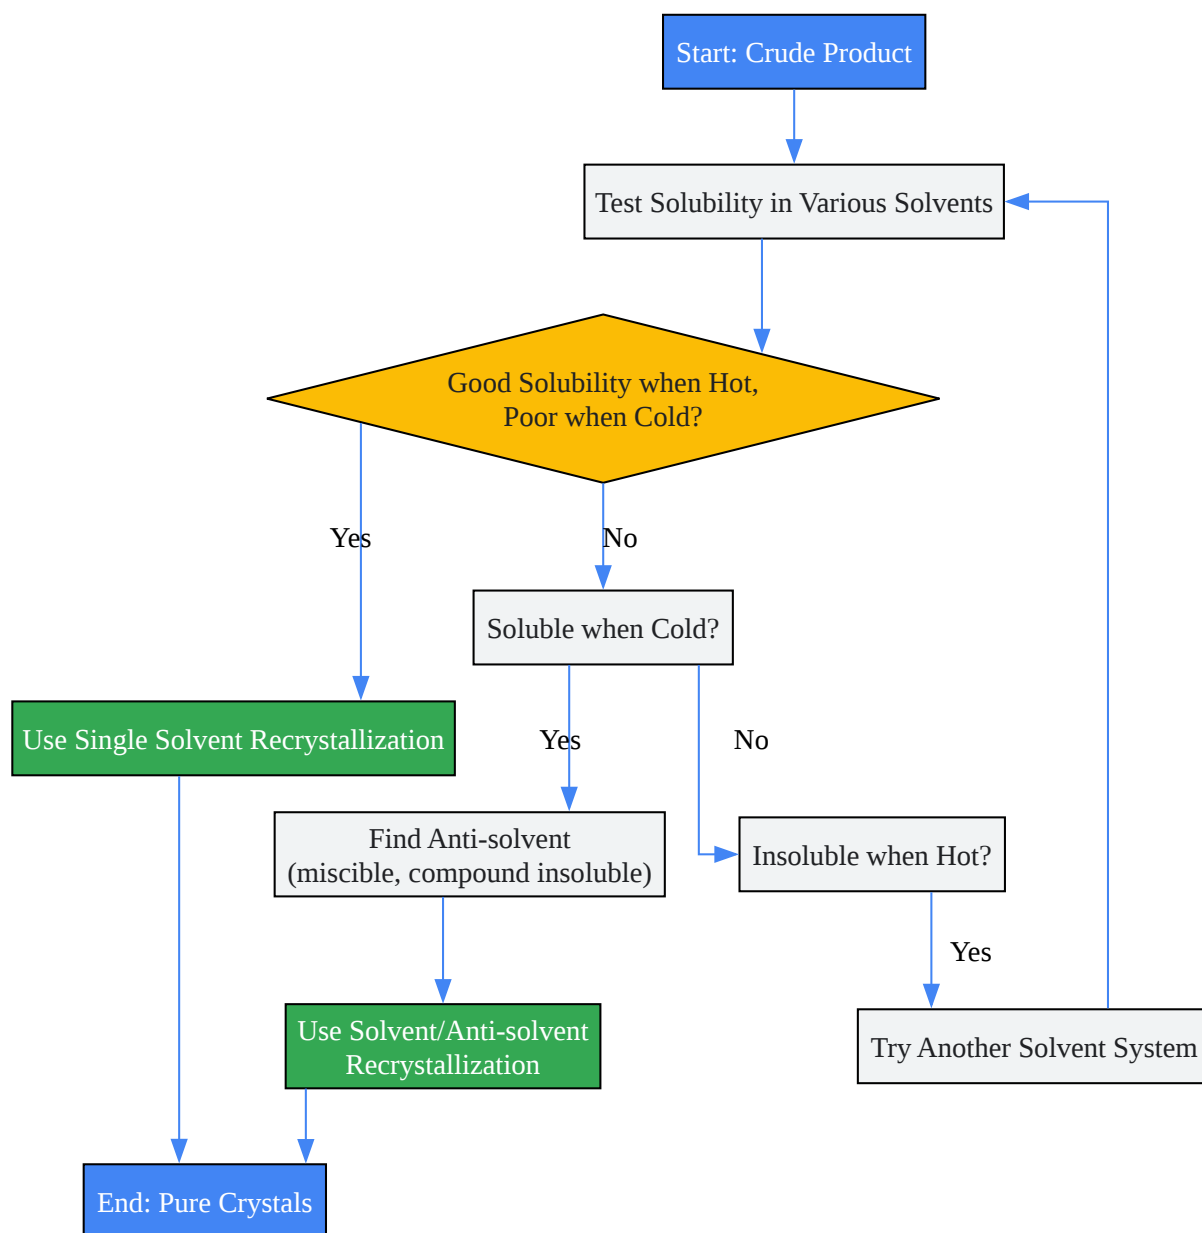 Start: Crude Product
Test Solubility in Various Solvents
Good Solubility when Hot,
Poor when Cold?
Yes
No
Soluble when Cold?
Use Single Solvent Recrystallization
Yes
No
Find Anti-solvent
(miscible, compound insoluble)
Insoluble when Hot?
Yes
Use Solvent/Anti-solvent
Recrystallization
Try Another Solvent System
End: Pure Crystals